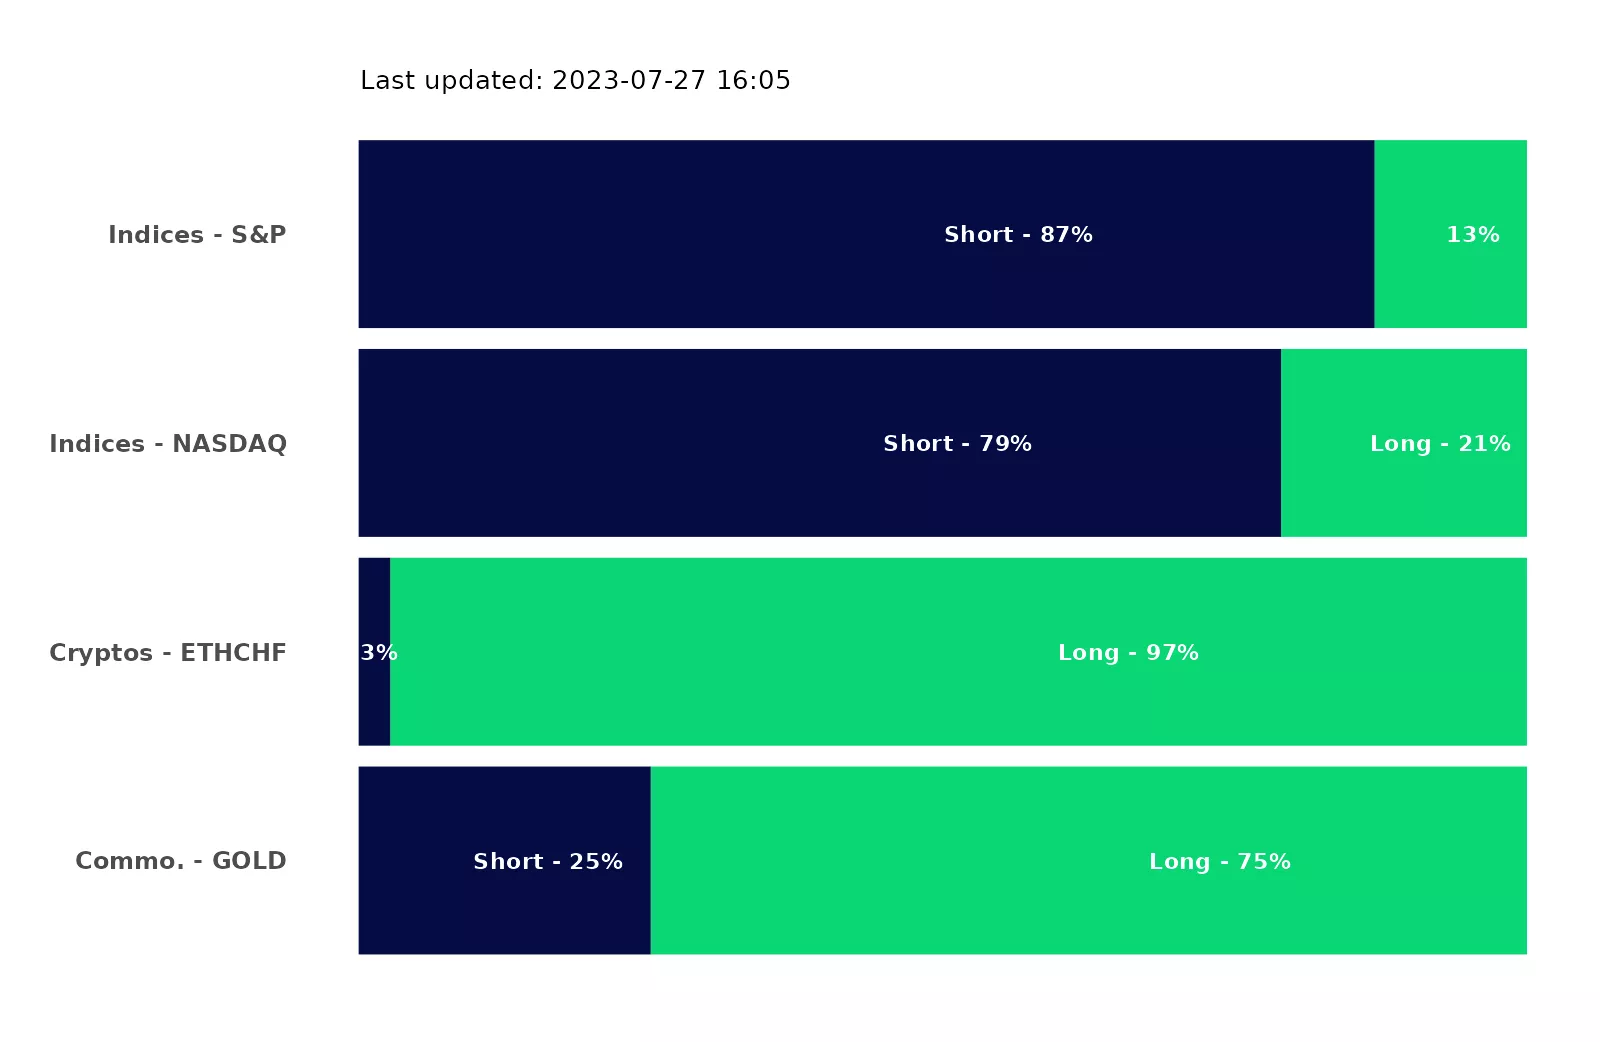 Last updated: 2023-07-27 16:05
Indices - S&P Short - 87% 13%
Indices - NASDAQ Short - 79% Long - 21%
Cryptos - ETHCHF 3% Long - 97%
Commo. - GOLD Short - 25% Long - 75%